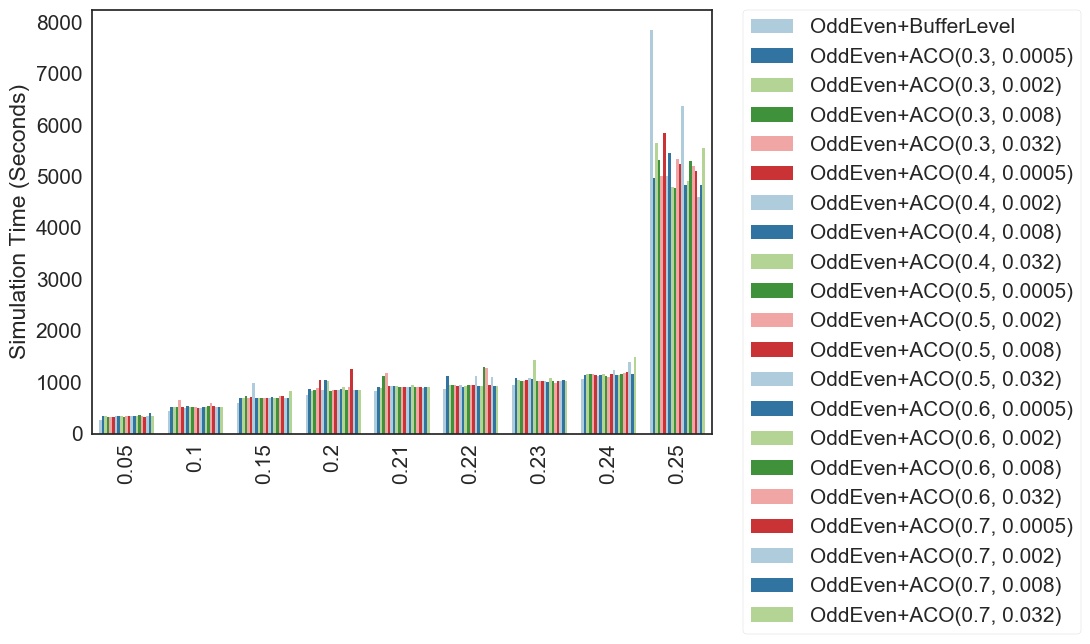 Simulation Time (Seconds)
8000
7000
6000
5000
4000
3000
2000
1000
0
0.05
0.1
0.15
0.2
0.21
0.22
0.23
0.24
0.25
OddEven+BufferLevel
OddEven+ACO(0.3, 0.0005)
OddEven+ACO(0.3, 0.002)
OddEven+ACO(0.3, 0.008)
OddEven+ACO(0.3, 0.032)
OddEven+ACO(0.4, 0.0005)
OddEven+ACO(0.4, 0.002)
OddEven+ACO(0.4, 0.008)
OddEven+ACO(0.4, 0.032)
OddEven+ACO(0.5, 0.0005)
OddEven+ACO(0.5, 0.002)
OddEven+ACO(0.5, 0.008)
OddEven+ACO(0.5, 0.032)
OddEven+ACO(0.6, 0.0005)
OddEven+ACO(0.6, 0.002)
OddEven+ACO(0.6, 0.008)
OddEven+ACO(0.6, 0.032)
OddEven+ACO(0.7, 0.0005)
OddEven+ACO(0.7, 0.002)
OddEven+ACO(0.7, 0.008)
OddEven+ACO(0.7, 0.032)